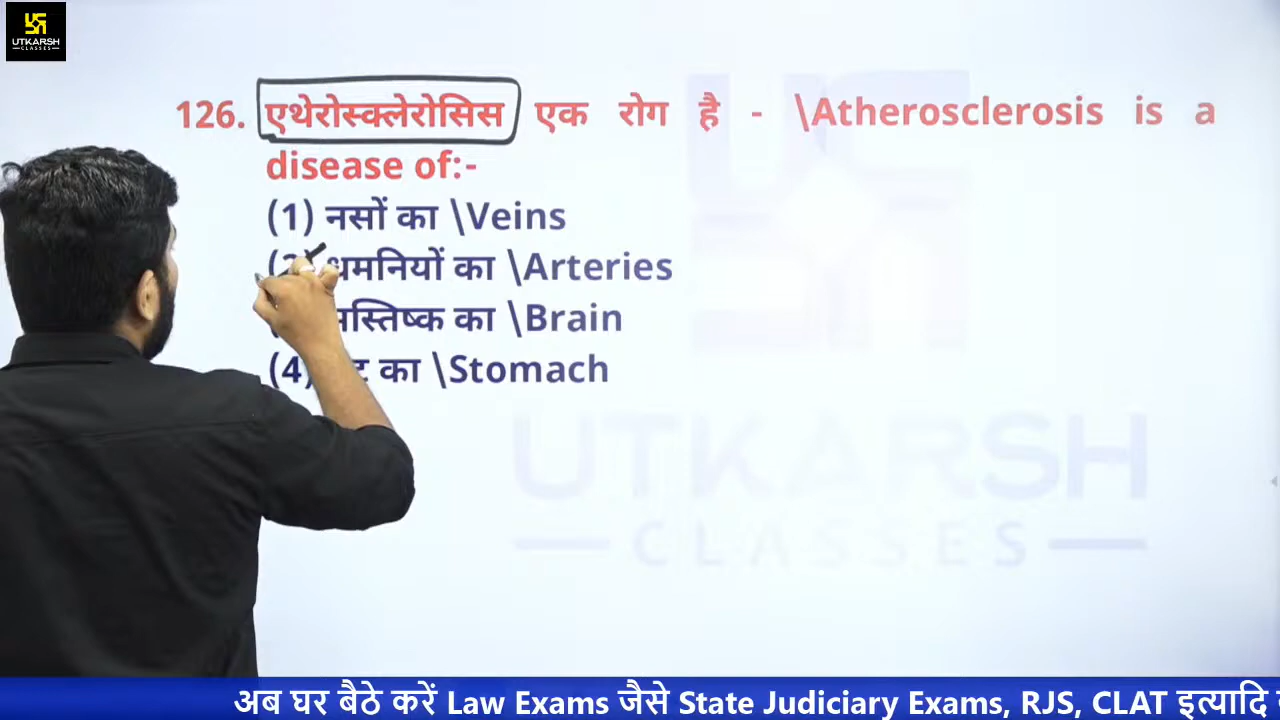 UTKARSH
CLASSES
126. एथेरोस्क्लेरोसिस एक रोग है - \Atherosclerosis is a
disease of:-
(1) नसों का \Veins
धमनियों का \Arteries
मस्तिष्क का \Brain
(4) का \Stomach
UTKARSH
CLASSES
अब घर बैठे करें Law Exams जैसे State Judiciary Exams, RJS, CLAT इत्यादि